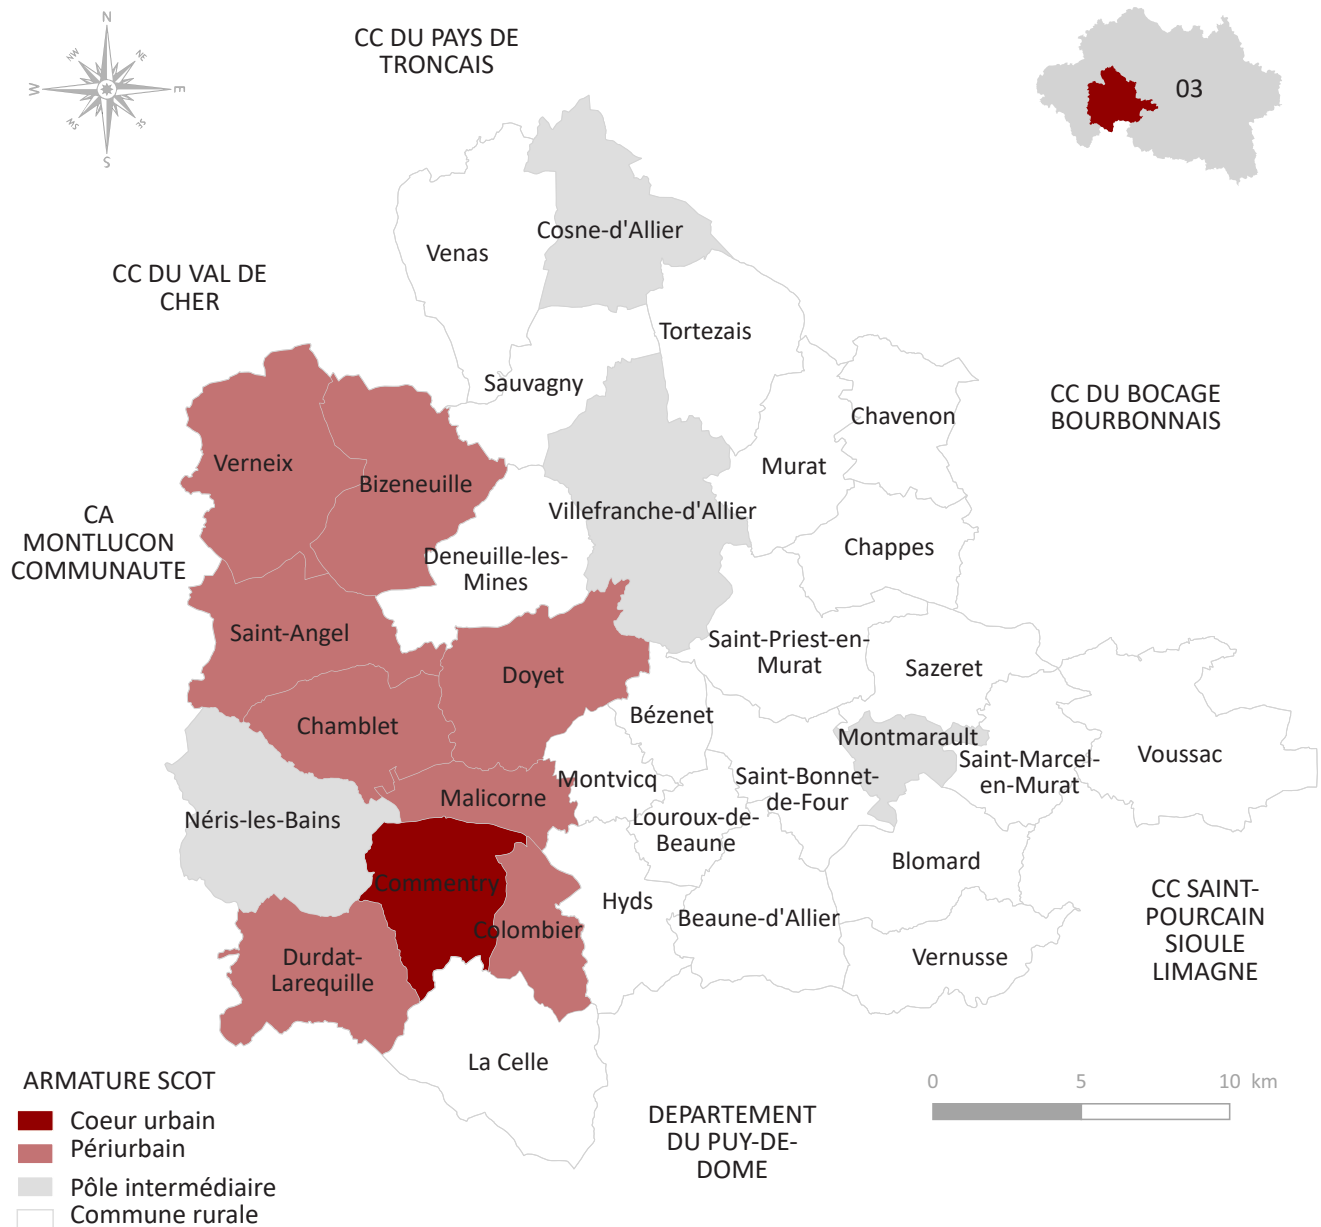 N
NW
NE
W
E
WS
3S
S
CC DU PAYS DE
TRONCAIS
03
Cosne-d'Allier
Venas
CC DU VAL DE
CHER
Tortezais
Sauvagny
CC DU BOCAGE
BOURBONNAIS
Chavenon
Verneix
Bizeneuille
Murat
Villefranche-d'Allier
CA
MONTLUCON
COMMUNAUTE
Chappes
Deneuille-les-
Mines
Saint-Angel
Saint-Priest-en-
Murat
Sazeret
Doyet
Bézenet
Chamblet
Montmarault
Saint-Marcel-
en-Murat
Voussac
Montvicq
Saint-Bonnet-
de-Four
Malicorne
Néris-les-Bains
Louroux-de-
Beaune
Blomard
Commentry
Hyds
Beaune-d'Allier
Colombier
CC SAINT-
POURCAIN
SIOULE
LIMAGNE
Durdat-
Larequille
Vernusse
La Celle
ARMATURE SCOT
Coeur urbain
Périurbain
Pôle intermédiaire
Commune rurale
DEPARTEMENT
DU PUY-DE-
DOME
0 5 10 km